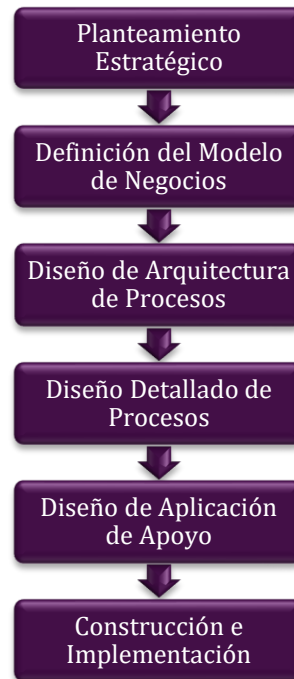 Planteamiento
Estratégico
Definición del Modelo
de Negocios
Diseño de Arquitectura
de Procesos
Diseño Detallado de
Procesos
Diseño de Aplicación
de Apoyo
Construcción e
Implementación